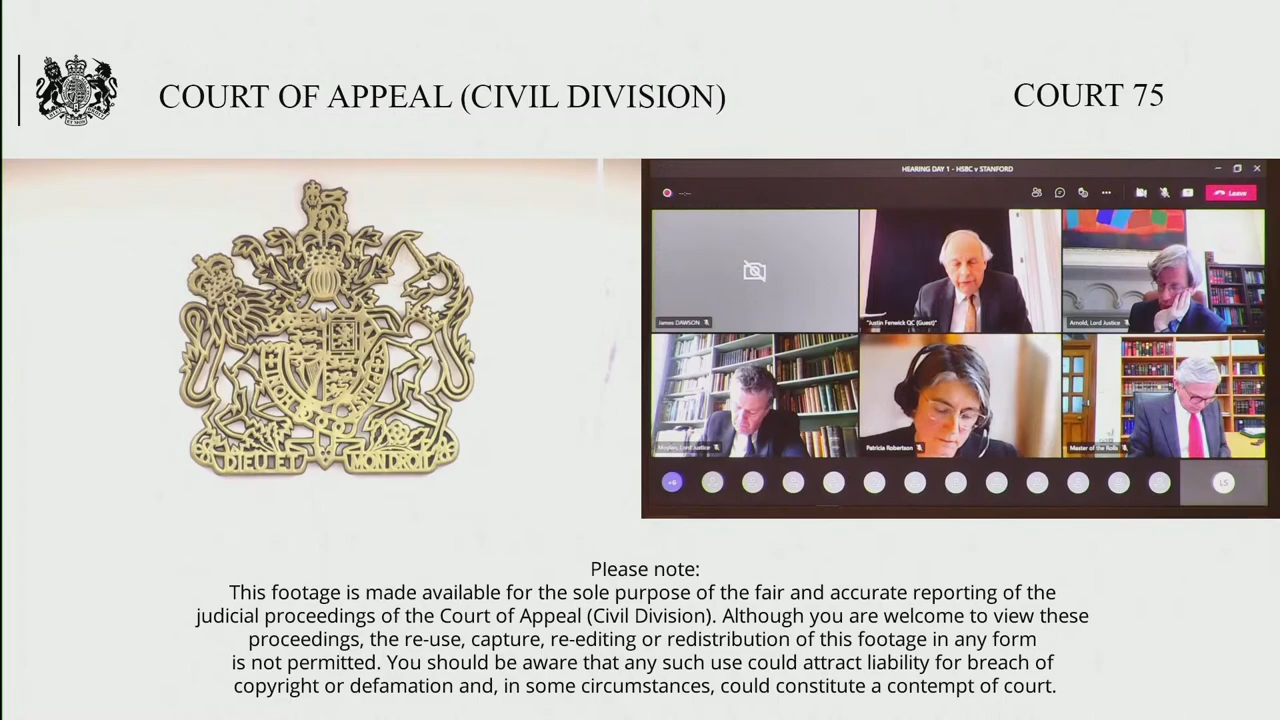 COURT OF APPEAL (CIVIL DIVISION)
COURT 75
DIEU ET MON DROIT
HEARING DAY 1 - HSBC v STANFORD
Leave
James DAWSON
"Justin Fenwick QC (Guest)"
Arnold, Lord Justice
Moylan, Lord Justice
Patricia Robertson
Master of the Rolls
+6
LS
Please note:
This footage is made available for the sole purpose of the fair and accurate reporting of the
judicial proceedings of the Court of Appeal (Civil Division). Although you are welcome to view these
proceedings, the re-use, capture, re-editing or redistribution of this footage in any form
is not permitted. You should be aware that any such use could attract liability for breach of
copyright or defamation and, in some circumstances, could constitute a contempt of court.